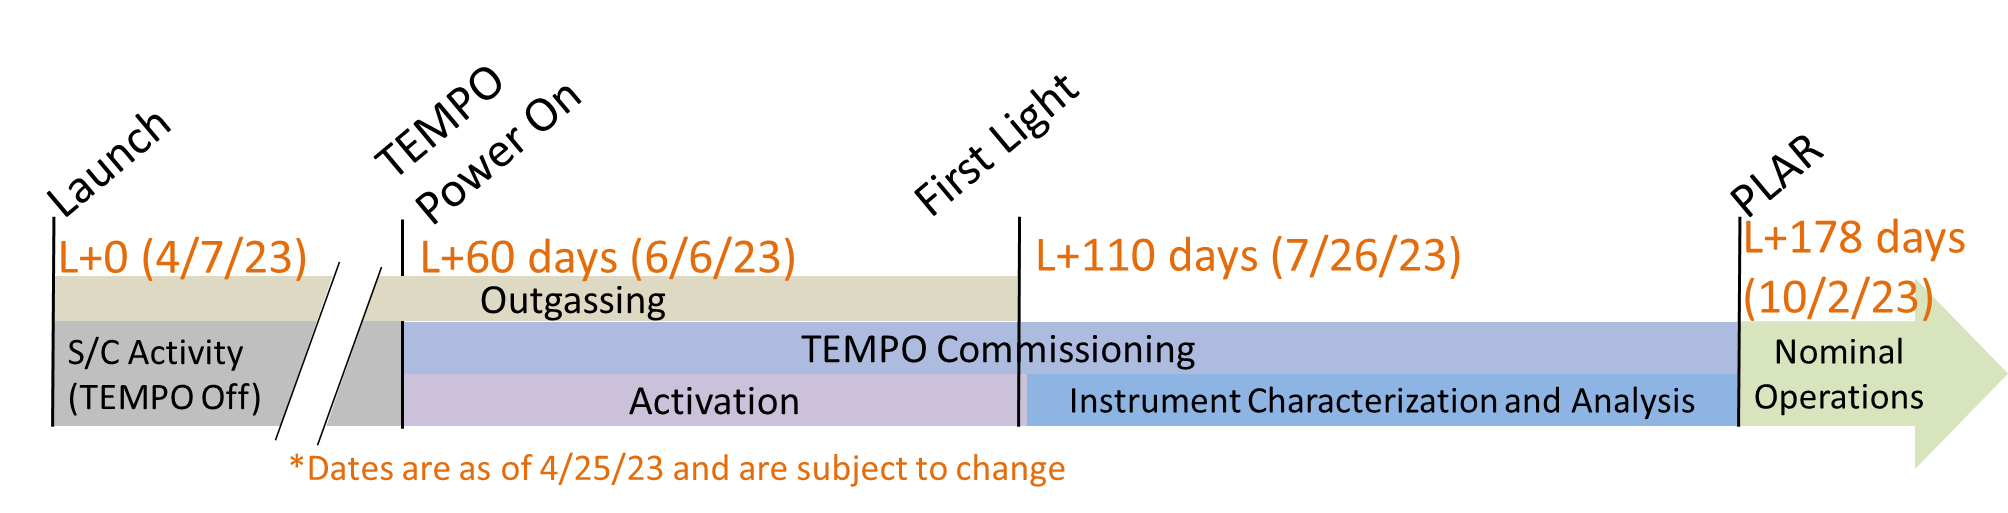 Launch
TEMPO
Power On
First Light
PLAR
L+0 (4/7/23)
L+60 days (6/6/23)
L+110 days (7/26/23)
L+178 days
(10/2/23)
Outgassing
S/C Activity
(TEMPO Off)
TEMPO Commissioning
Activation
Instrument Characterization and Analysis
Nominal
Operations
*Dates are as of 4/25/23 and are subject to change